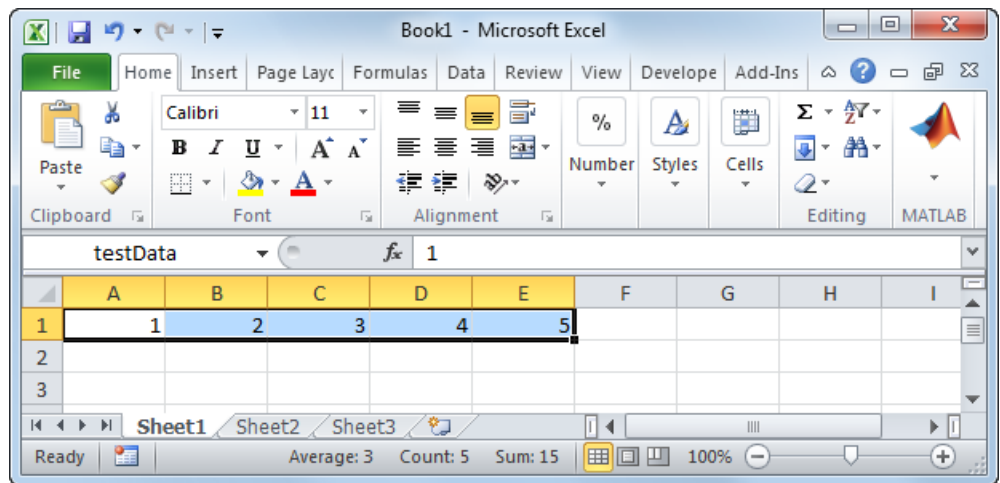 Book1 - Microsoft Excel
File Home Insert Page Layc Formulas Data Review View Develope Add-Ins
Calibri 11 Σ A Z
Paste B I U A A A a % A Number Styles Cells
Clipboard Font Alignment Editing MATLAB
testData fx 1
A B C D E F G H I
1 1 2 3 4 5
2
3
Sheet1 Sheet2 Sheet3
Ready Average: 3 Count: 5 Sum: 15 100%